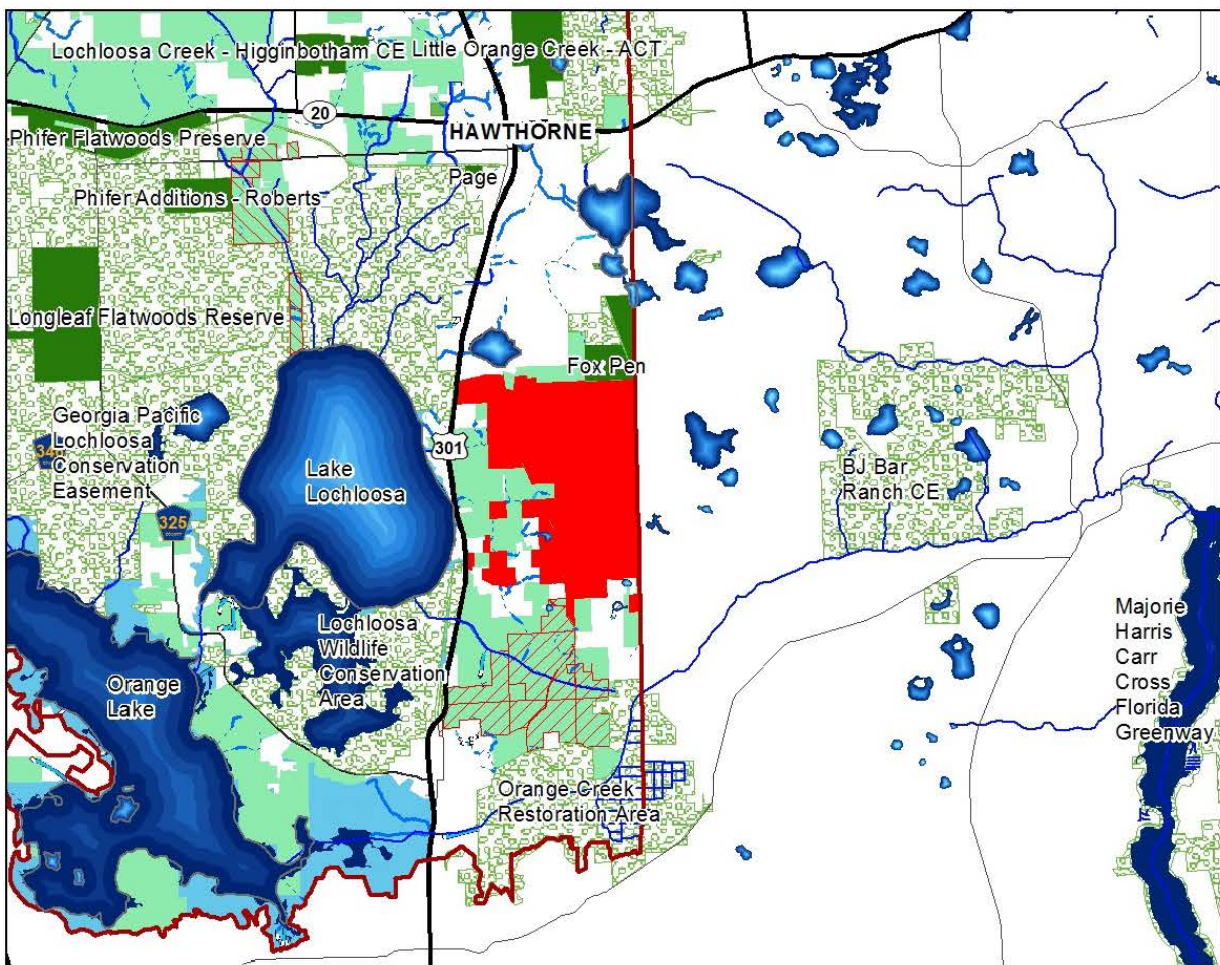 Lochloosa Creek - Higginbotham CE
Little Orange Creek - ACT
20
HAWTHORNE
Phifer Flatwoods Preserve
Page
Phifer Additions - Roberts
Longleaf Flatwoods Reserve
Fox Pen
Georgia Pacific
Lochloosa
Conservation
Easement
346
301
Lake
Lochloosa
BJ Bar
Ranch CE
325
COUNTY
Lochloosa
Wildlife
Conservation
Area
Majorie
Harris
Carr
Cross
Florida
Greenway
Orange
Lake
Orange Creek
Restoration Area